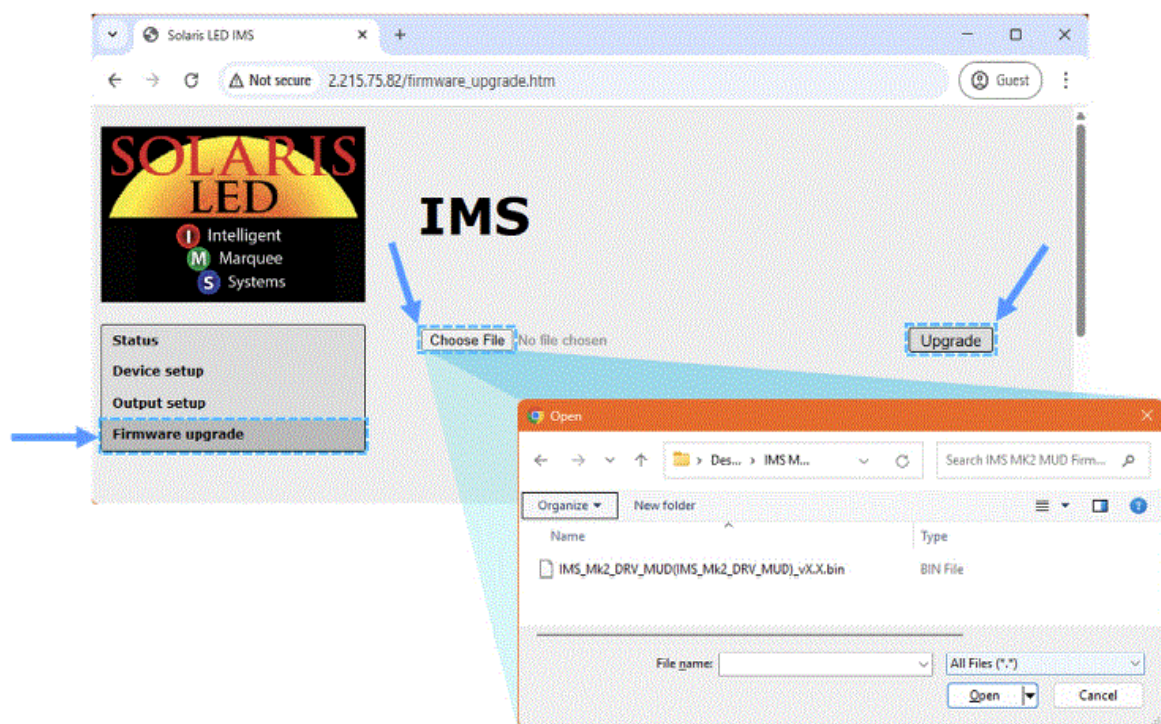 Solaris LED IMS
Not secure 2.215.75.82/firmware_upgrade.htm
Guest
SOLARIS
LED
I Intelligent
M Marquee
S Systems
IMS
Status
Device setup
Output setup
Firmware upgrade
Choose File No file chosen
Upgrade
Open
Des... › IMS M...
Search IMS MK2 MUD Firm...
Organize
New folder
Name
Type
IMS_Mk2_DRV_MUD(IMS_Mk2_DRV_MUD)_vX.X.bin
BIN File
File name:
All Files (*.*)
Open
Cancel